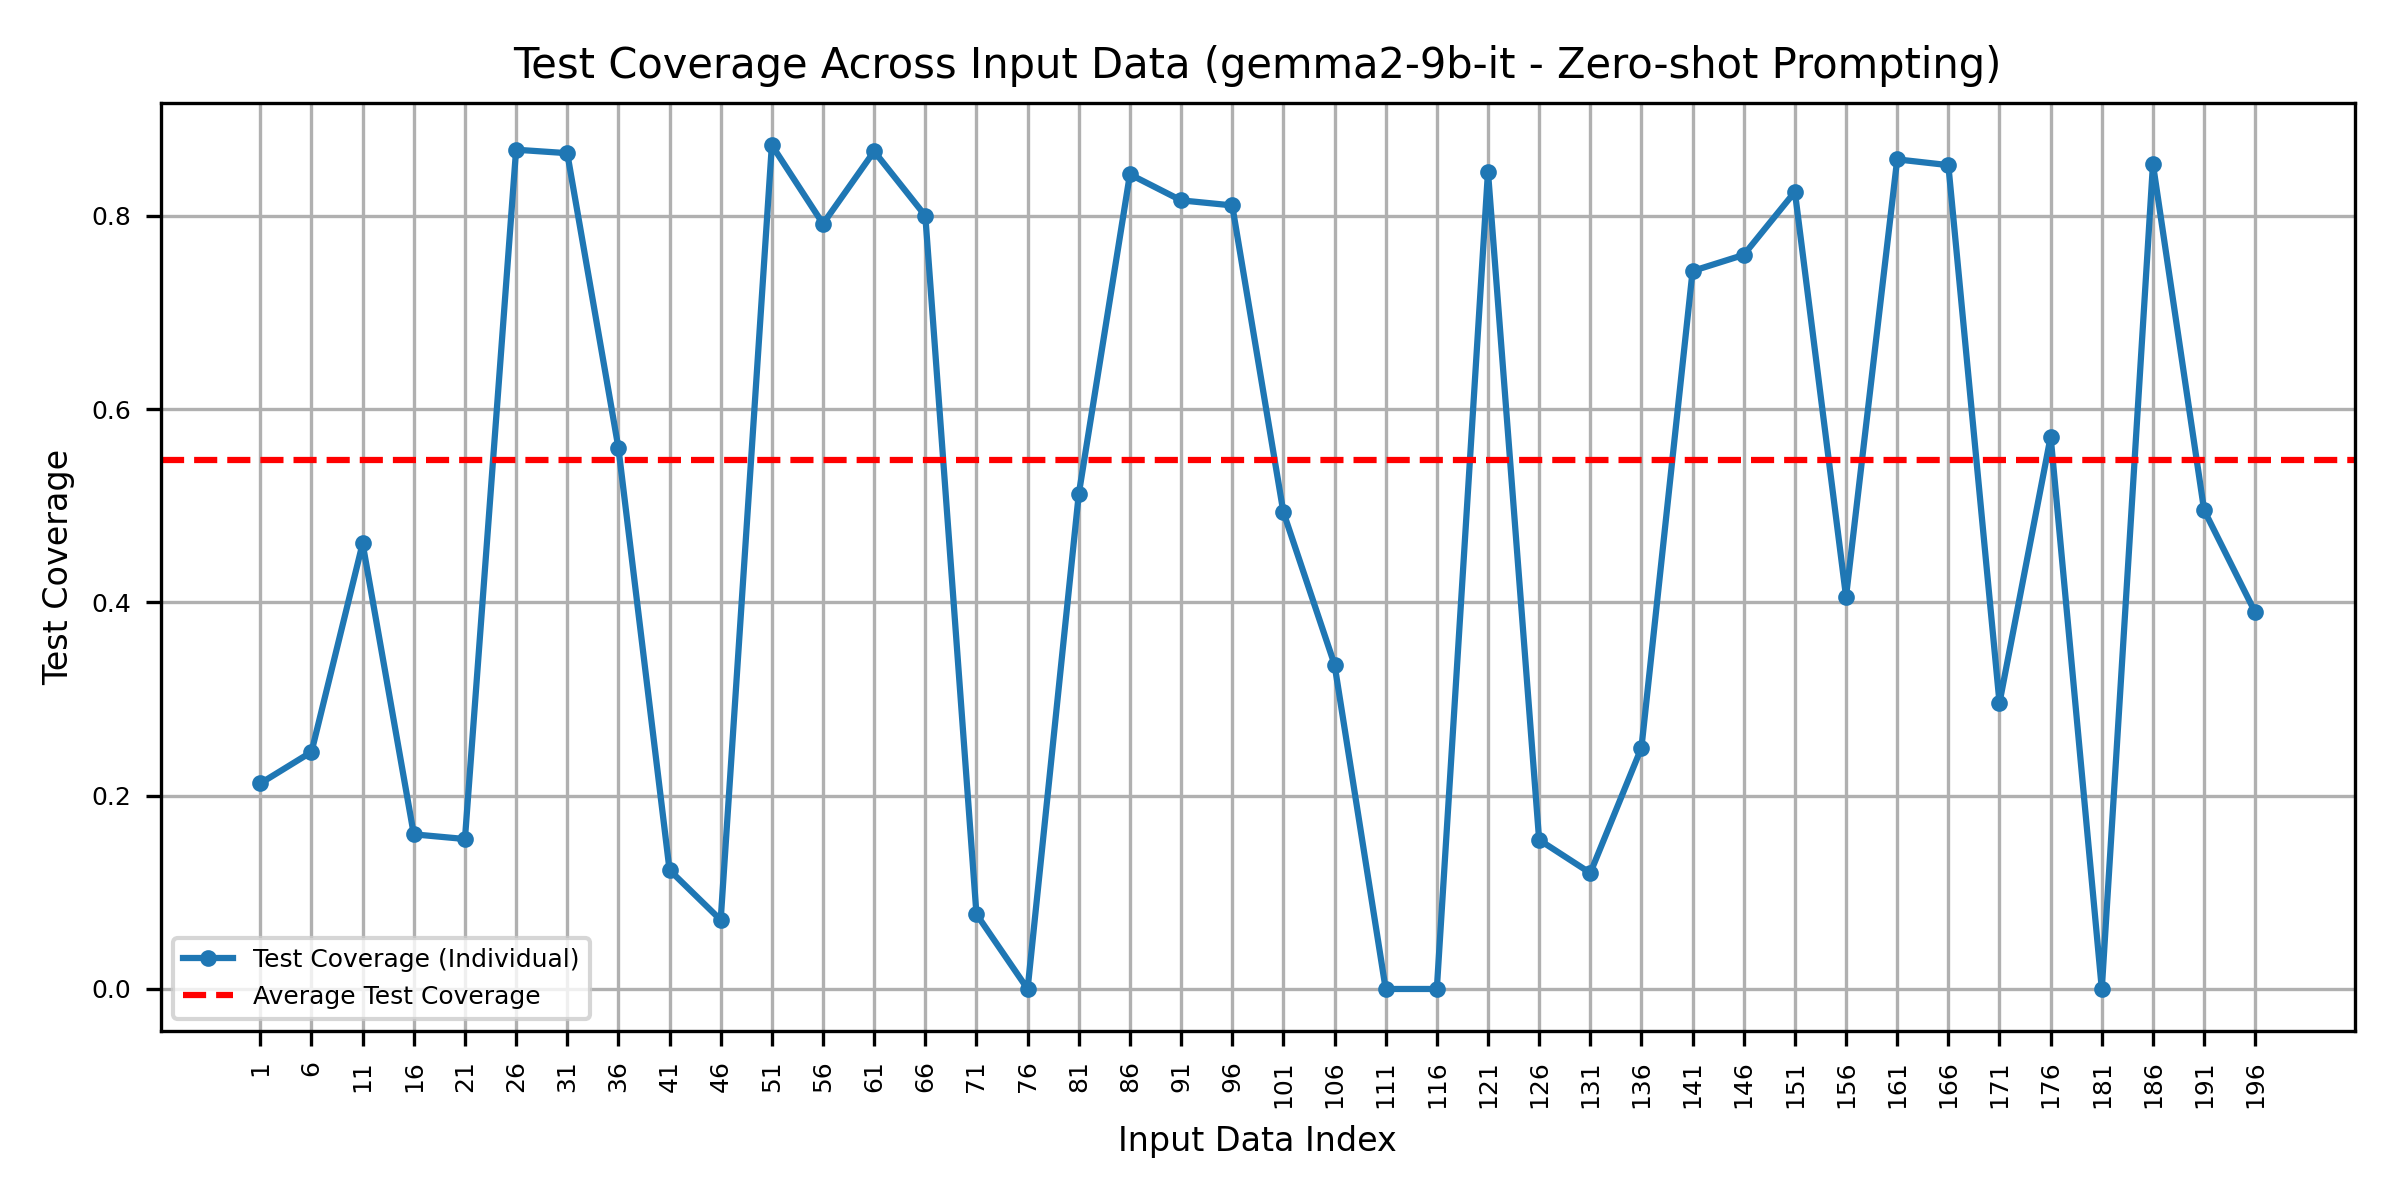 Test Coverage Across Input Data (gemma2-9b-it - Zero-shot Prompting)
Test Coverage
0.8
0.6
0.4
0.2
0.0
Test Coverage (Individual)
Average Test Coverage
1 6 11 16 21 26 31 36 41 46 51 56 61 66 71 76 81 86 91 96 101 106 111 116 121 126 131 136 141 146 151 156 161 166 171 176 181 186 191 196
Input Data Index